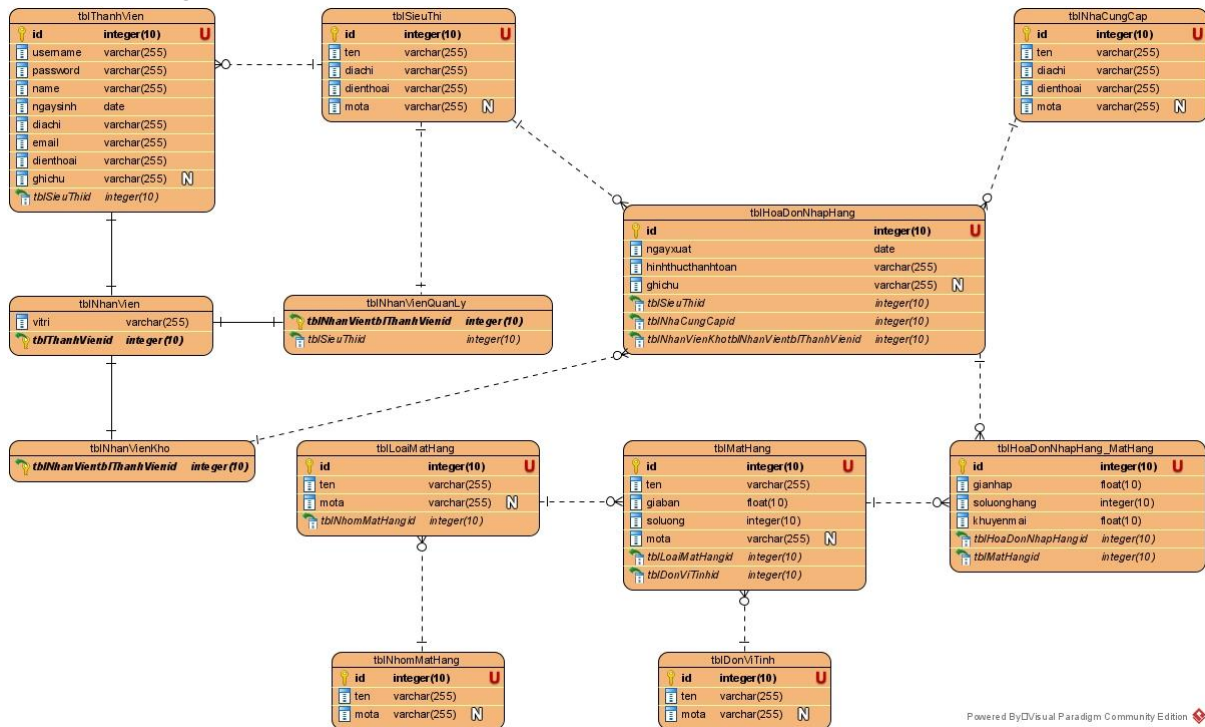 tblThanhVien
id integer(10) U
username varchar(255)
password varchar(255)
name varchar(255)
ngaysinh date
diachi varchar(255)
email varchar(255)
dienthoai varchar(255)
ghichu varchar(255) N
tblSieuThiid integer(10)
tblSieuThi
id integer(10) U
ten varchar(255)
diachi varchar(255)
dienthoai varchar(255)
mota varchar(255) N
tblNhaCungCap
id integer(10) U
ten varchar(255)
diachi varchar(255)
dienthoai varchar(255)
mota varchar(255) N
tblHoaDonNhapHang
id integer(10) U
ngayxuat date
hinhthucthanhtoan varchar(255)
ghichu varchar(255) N
tblSieuThiid integer(10)
tblNhaCungCapid integer(10)
tblNhanVienKhotblNhanVientblThanhVienid integer(10)
tblNhanVien
vitri varchar(255)
tblThanhVienid integer(10)
tblNhanVienQuanLy
tblNhanVientblThanhVienid integer(10)
tblSieuThiid integer(10)
tblNhanVienKho
tblNhanVientblThanhVienid integer(10)
tblLoaiMatHang
id integer(10) U
ten varchar(255)
mota varchar(255) N
tblNhomMatHangid integer(10)
tblMatHang
id integer(10) U
ten varchar(255)
giaban float(10)
soluong integer(10)
mota varchar(255) N
tblLoaiMatHangid integer(10)
tblDonViTinhid integer(10)
tblHoaDonNhapHang_MatHang
id integer(10) U
gianhap float(10)
soluonghang integer(10)
khuyenmai float(10)
tblHoaDonNhapHangid integer(10)
tblMatHangid integer(10)
tblNhomMatHang
id integer(10) U
ten varchar(255)
mota varchar(255) N
tblDonViTinh
id integer(10) U
ten varchar(255)
mota varchar(255) N
Powered By Visual Paradigm Community Edition